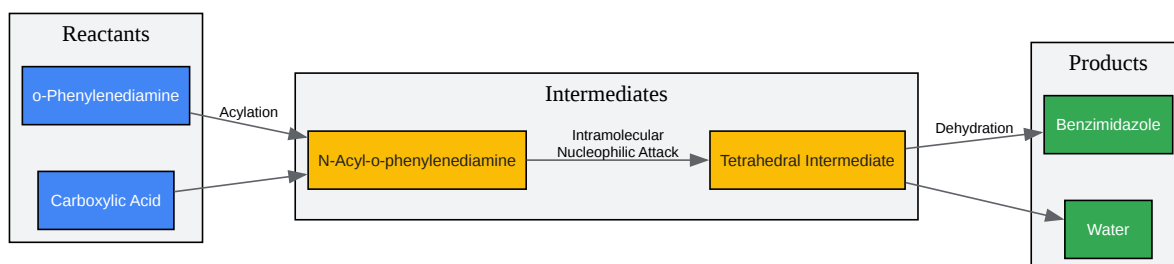 Reactants
o-Phenylenediamine
Carboxylic Acid
Acylation
Intermediates
N-Acyl-o-phenylenediamine
Intramolecular
Nucleophilic Attack
Tetrahedral Intermediate
Dehydration
Products
Benzimidazole
Water